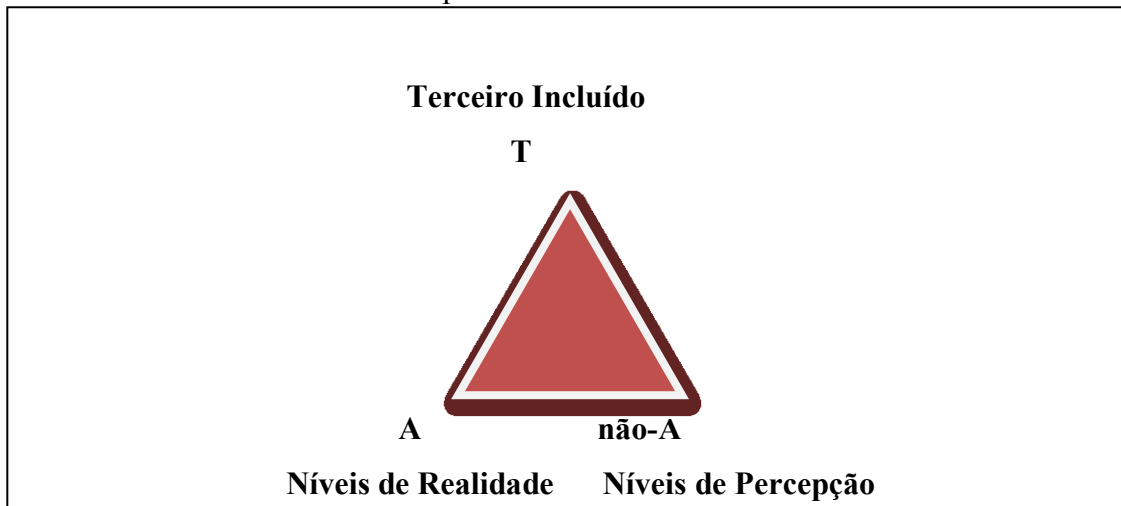 Terceiro Incluído
T
A não-A
Níveis de Realidade Níveis de Percepção